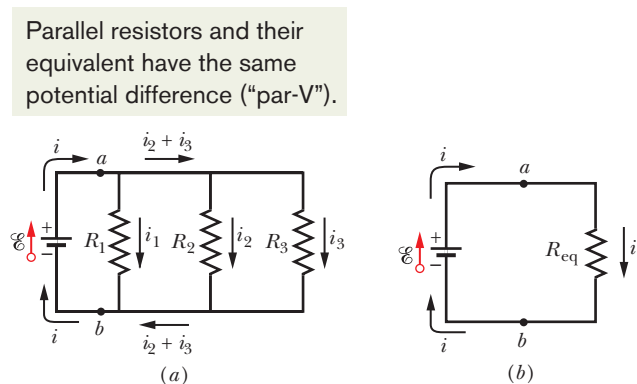 Parallel resistors and their
equivalent have the same
potential difference (“par-V”).
i a i₂ + i₃
+ ℰ − R₁ i₁ R₂ i₂ R₃ i₃
i b i₂ + i₃
(a)
i a
+ ℰ − R_eq i
i b
(b)